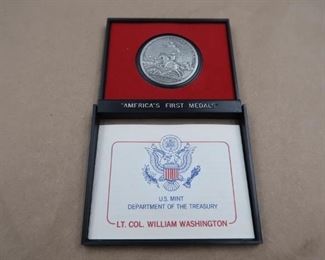 "AMERICA'S FIRST MEDALS"
U.S. MINT
DEPARTMENT OF THE TREASURY
LT. COL. WILLIAM WASHINGTON